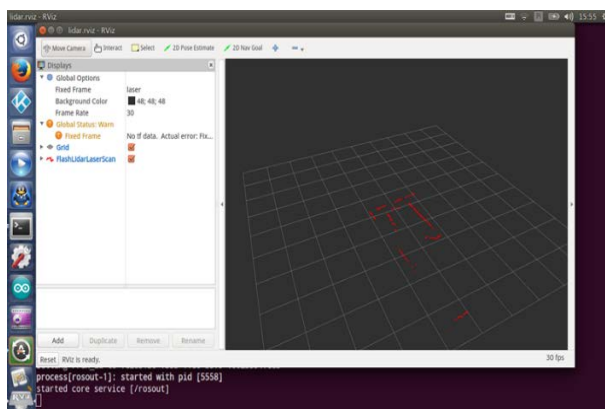 lidar.rviz - RViz
15:55
lidar.rviz - RViz
Move Camera Interact Select 2D Pose Estimate 2D Nav Goal
Displays
Global Options
Fixed Frame laser
Background Color 48; 48; 48
Frame Rate 30
Global Status: Warn
Fixed Frame No tf data. Actual error: Fix...
Grid
FlashLidarLaserScan
Add Duplicate Remove Rename
Reset RViz is ready. 30 fps
process[rosout-1]: started with pid [5558]
started core service [/rosout]